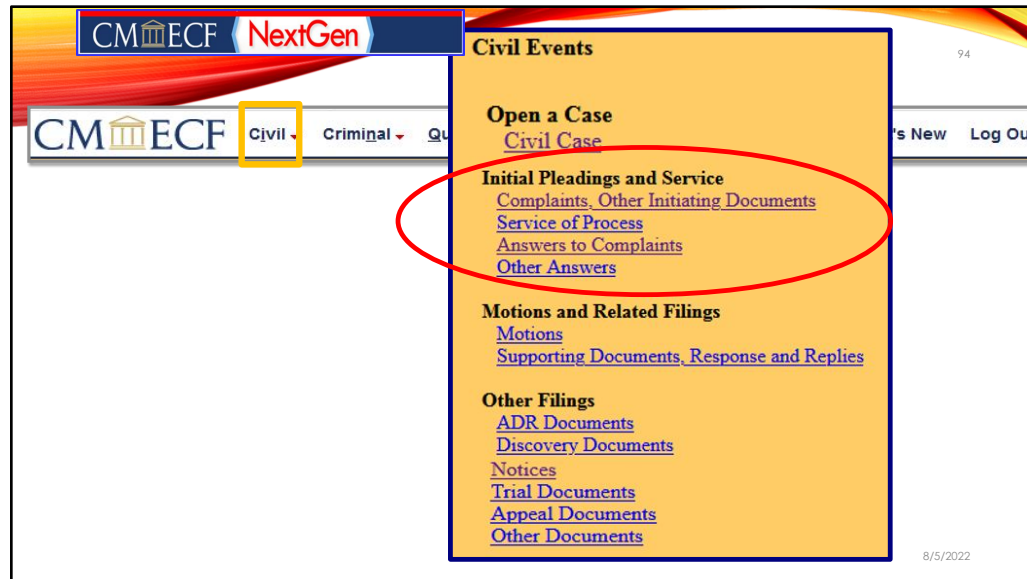 CM ECF NextGen
94
CM ECF Civil Criminal Qu 's New Log Ou
Civil Events
Open a Case
Civil Case
Initial Pleadings and Service
Complaints, Other Initiating Documents
Service of Process
Answers to Complaints
Other Answers
Motions and Related Filings
Motions
Supporting Documents, Response and Replies
Other Filings
ADR Documents
Discovery Documents
Notices
Trial Documents
Appeal Documents
Other Documents
8/5/2022